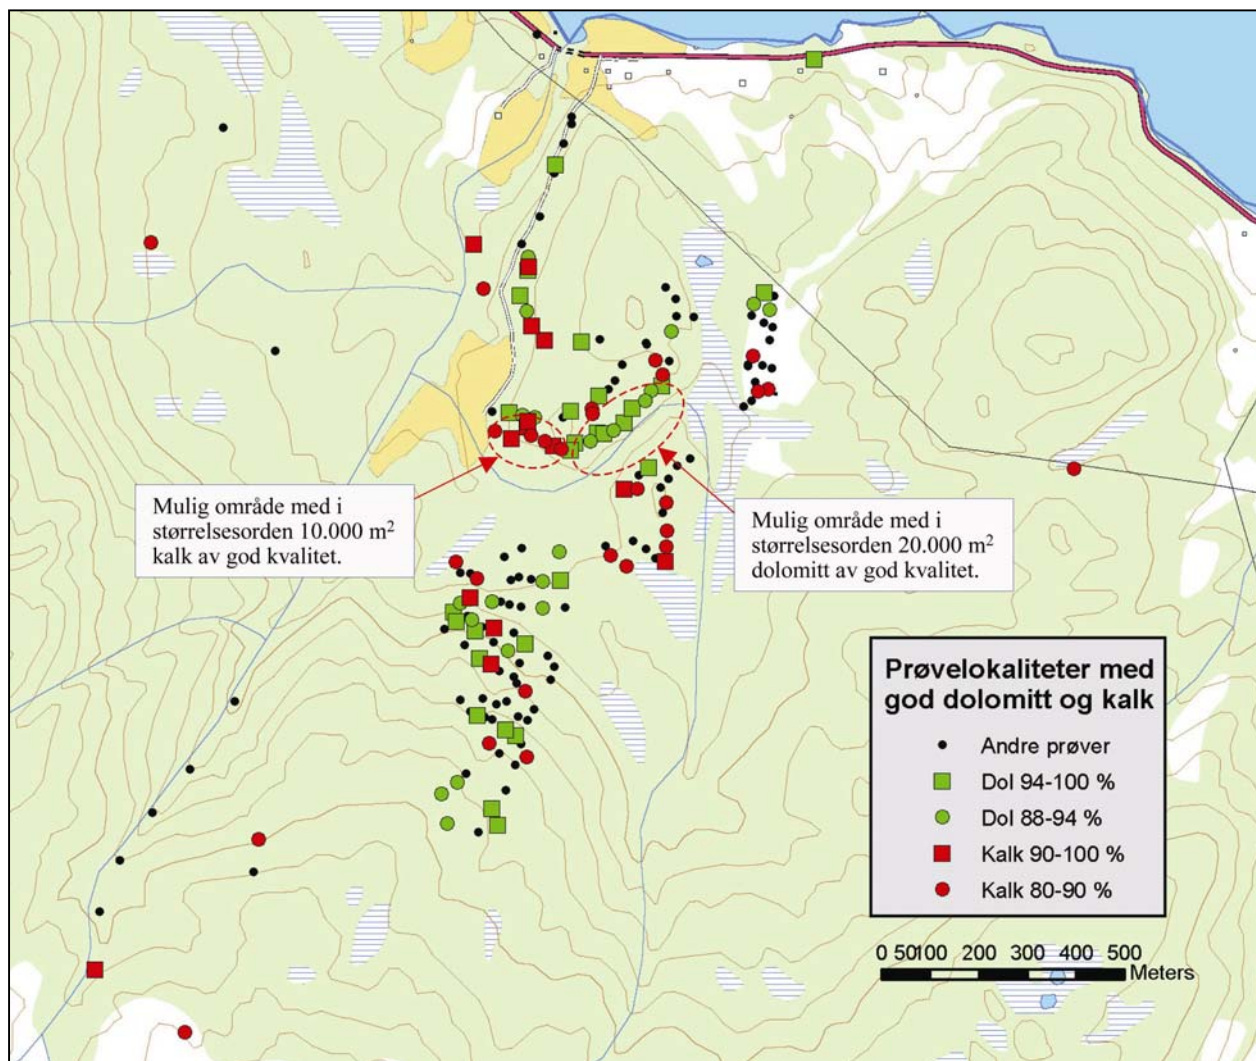 Mulig område med i
størrelsesorden 10.000 m²
kalk av god kvalitet.
Mulig område med i
størrelsesorden 20.000 m²
dolomitt av god kvalitet.
Prøvelokaliteter med
god dolomitt og kalk
Andre prøver
Dol 94-100 %
Dol 88-94 %
Kalk 90-100 %
Kalk 80-90 %
0 50100 200 300 400 500
Meters